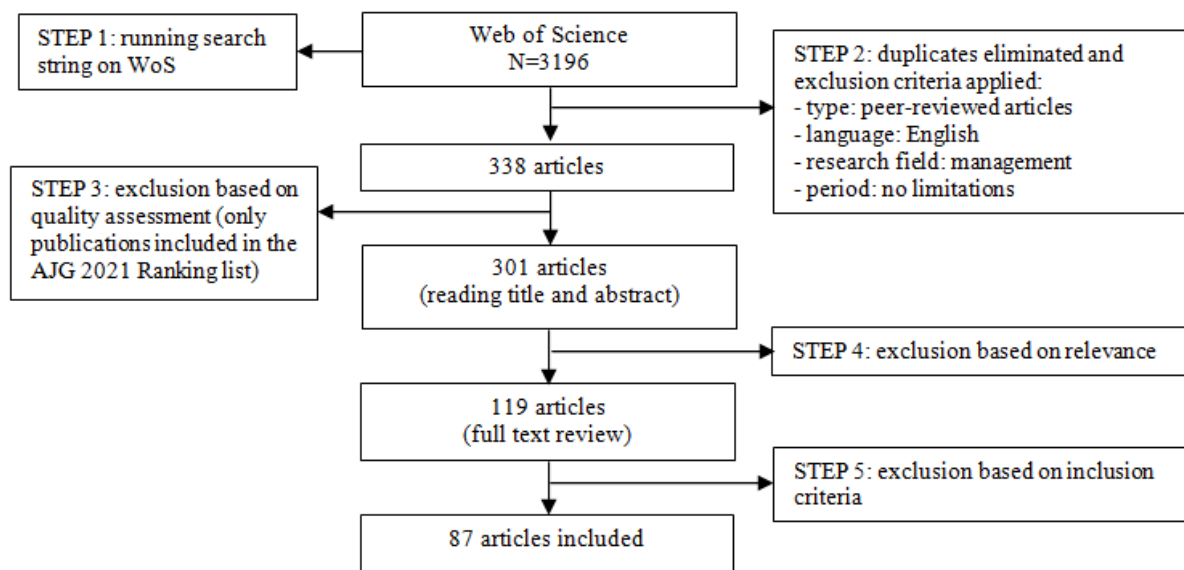 STEP 1: running search
string on WoS
Web of Science
N=3196
STEP 2: duplicates eliminated and
exclusion criteria applied:
- type: peer-reviewed articles
- language: English
- research field: management
- period: no limitations
338 articles
STEP 3: exclusion based on
quality assessment (only
publications included in the
AJG 2021 Ranking list)
301 articles
(reading title and abstract)
STEP 4: exclusion based on relevance
119 articles
(full text review)
STEP 5: exclusion based on inclusion
criteria
87 articles included